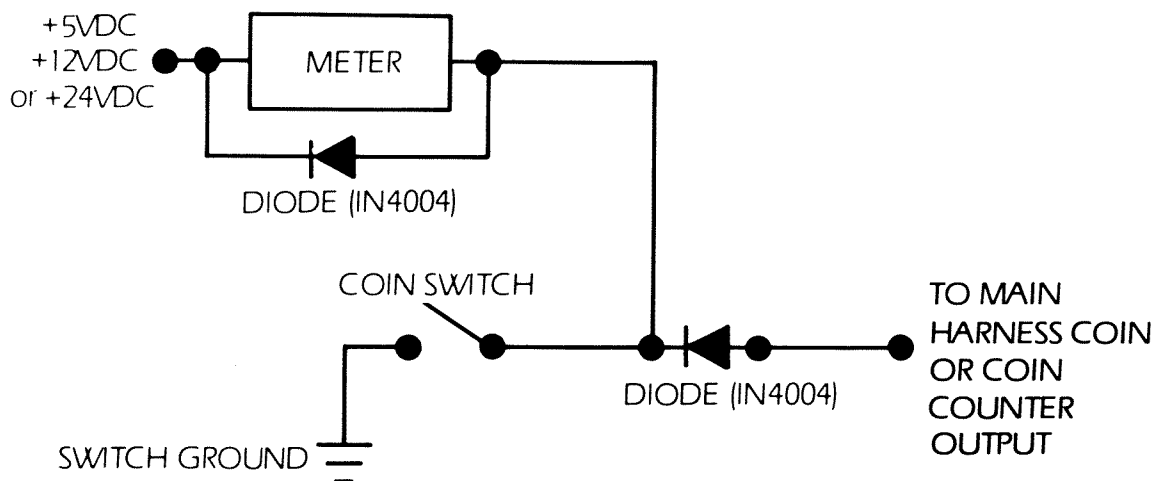 +5VDC
+12VDC
or +24VDC
METER
DIODE (IN4004)
COIN SWITCH
TO MAIN
HARNESS COIN
OR COIN
COUNTER
OUTPUT
DIODE (IN4004)
SWITCH GROUND